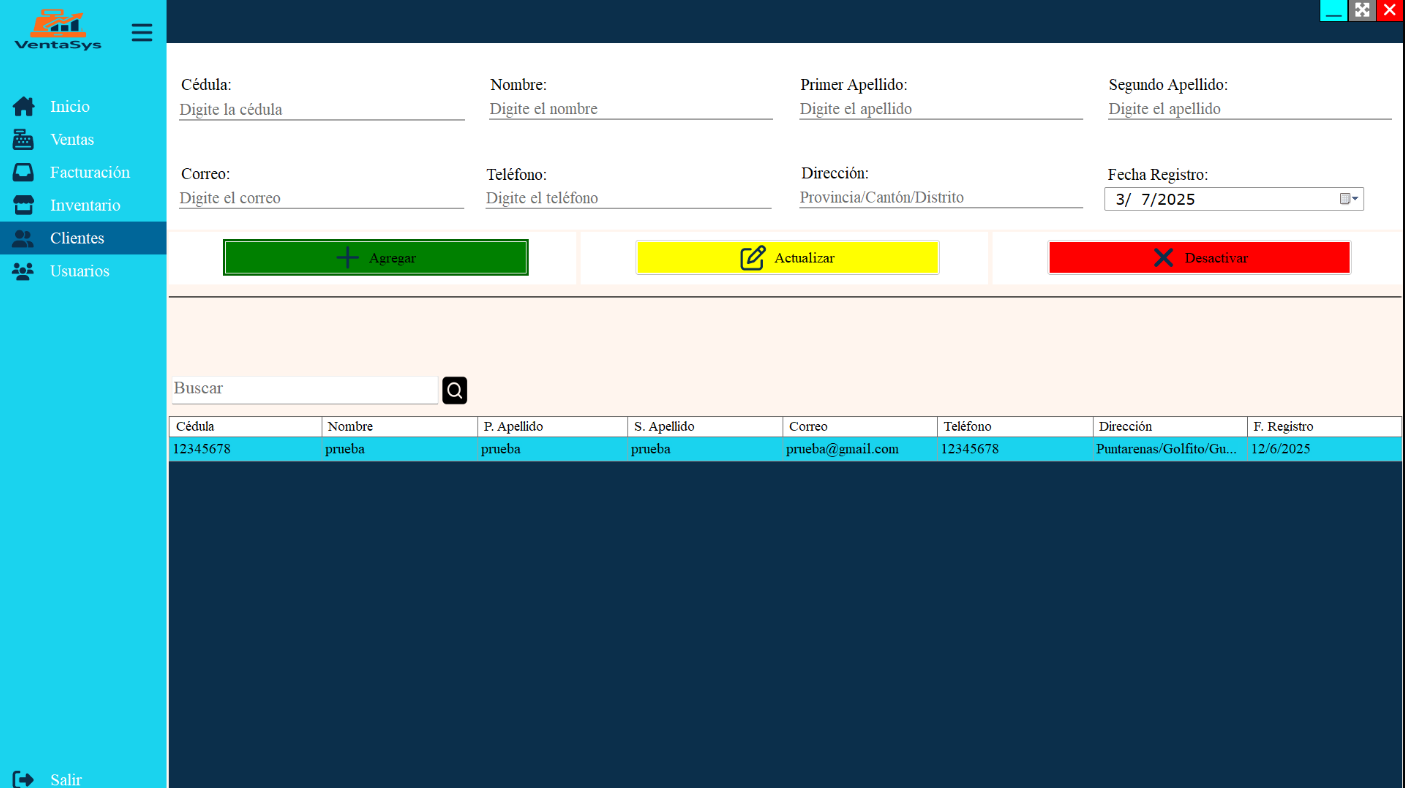 VentaSys
Inicio
Ventas
Facturación
Inventario
Clientes
Usuarios
Salir
Cédula: Nombre: Primer Apellido: Segundo Apellido:
Digite la cédula Digite el nombre Digite el apellido Digite el apellido
Correo: Teléfono: Dirección: Fecha Registro:
Digite el correo Digite el teléfono Provincia/Cantón/Distrito 3/ 7/2025
Agregar Actualizar Desactivar
Buscar
Cédula Nombre P. Apellido S. Apellido Correo Teléfono Dirección F. Registro
12345678 prueba prueba prueba prueba@gmail.com 12345678 Puntarenas/Golfito/Gu... 12/6/2025